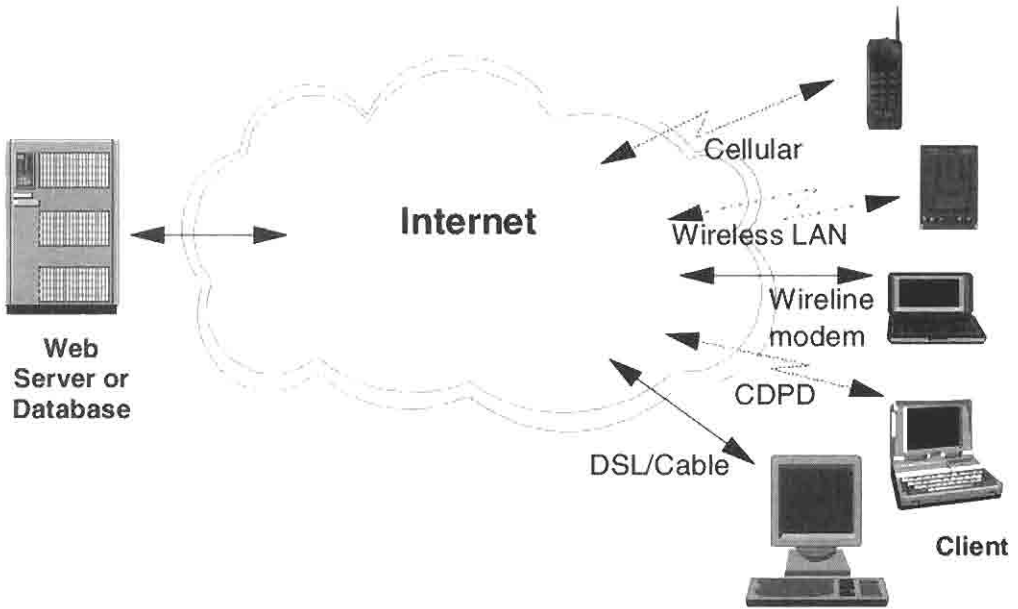 Cellular
Internet
Wireless LAN
Wireline
modem
Web
Server or
Database
CDPD
DSL/Cable
Client